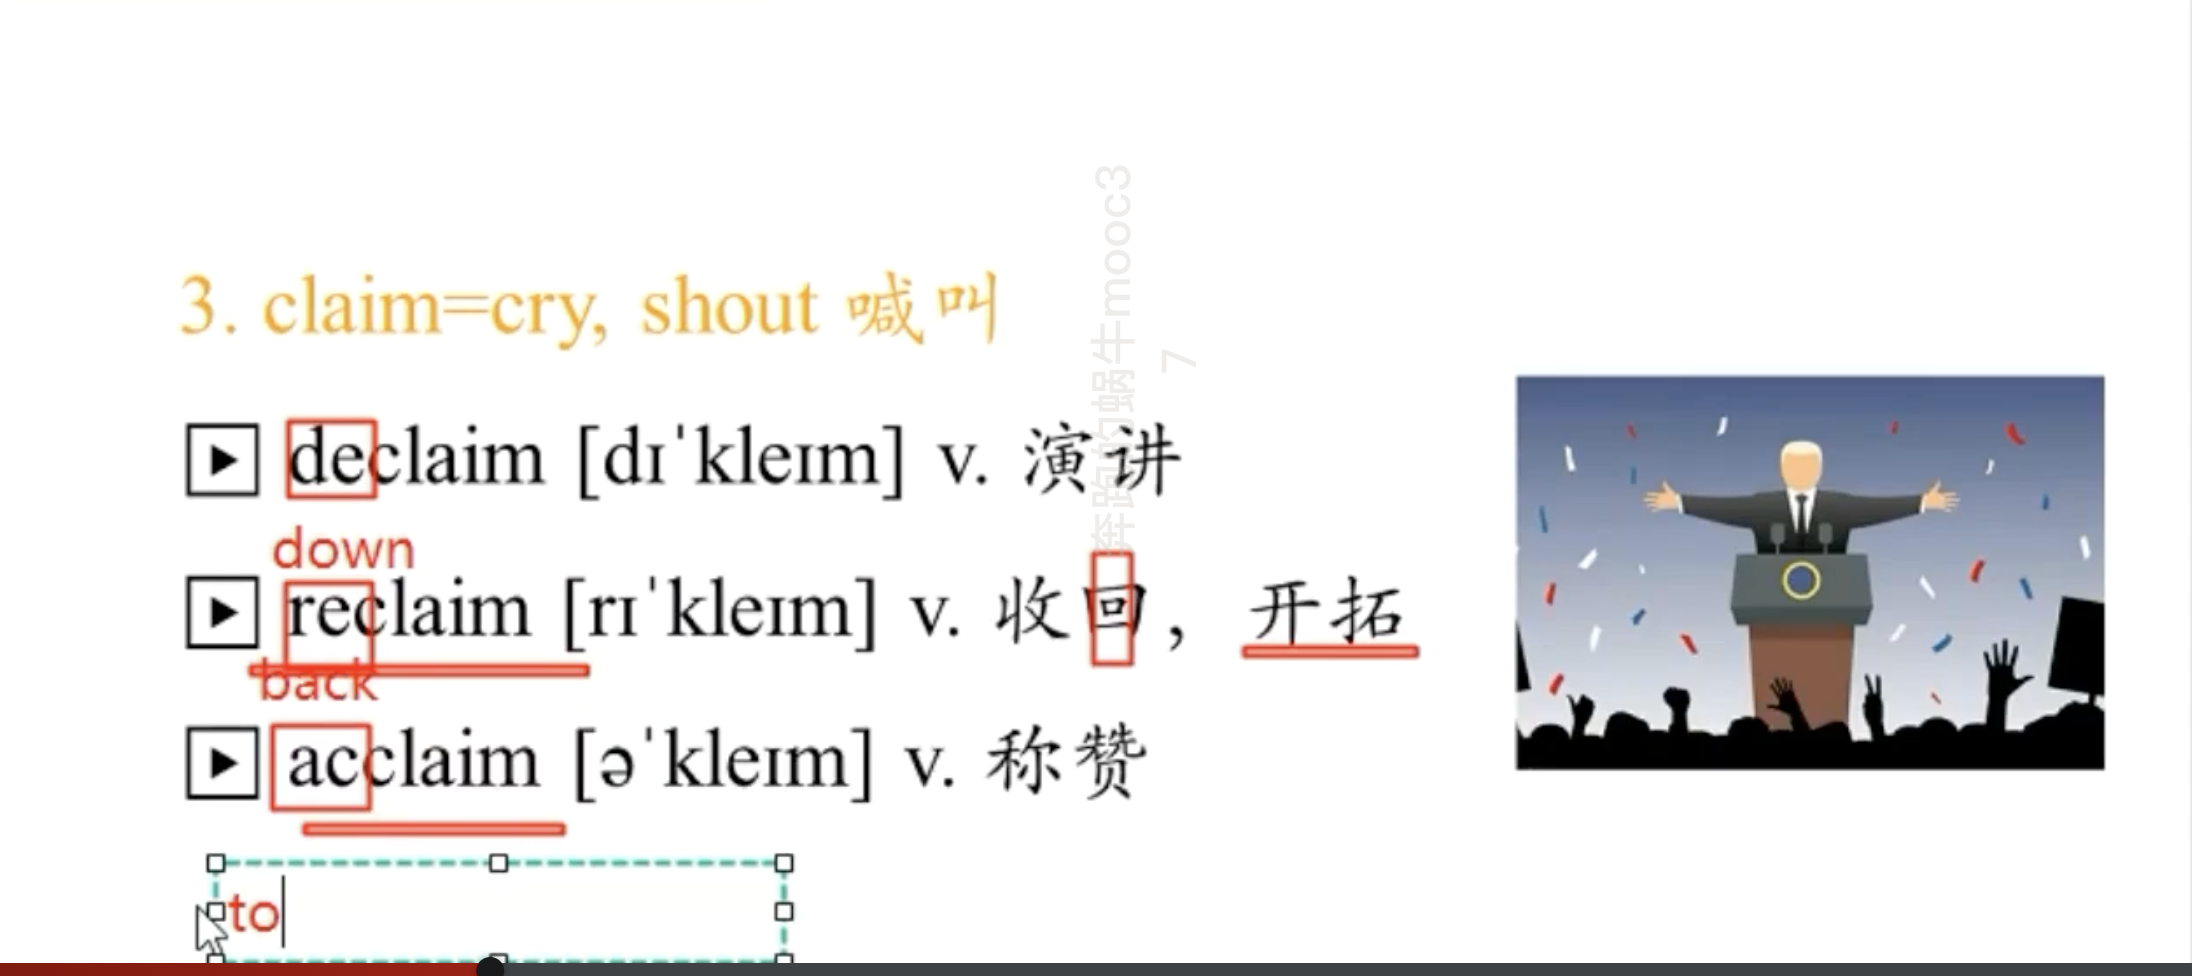 3. claim=cry, shout 喊叫
declaim [dɪˈkleɪm] v. 演讲
down
reclaim [rɪˈkleɪm] v. 收回, 开拓
back
acclaim [əˈkleɪm] v. 称赞
to
奔跑的蜗牛mooc3
7